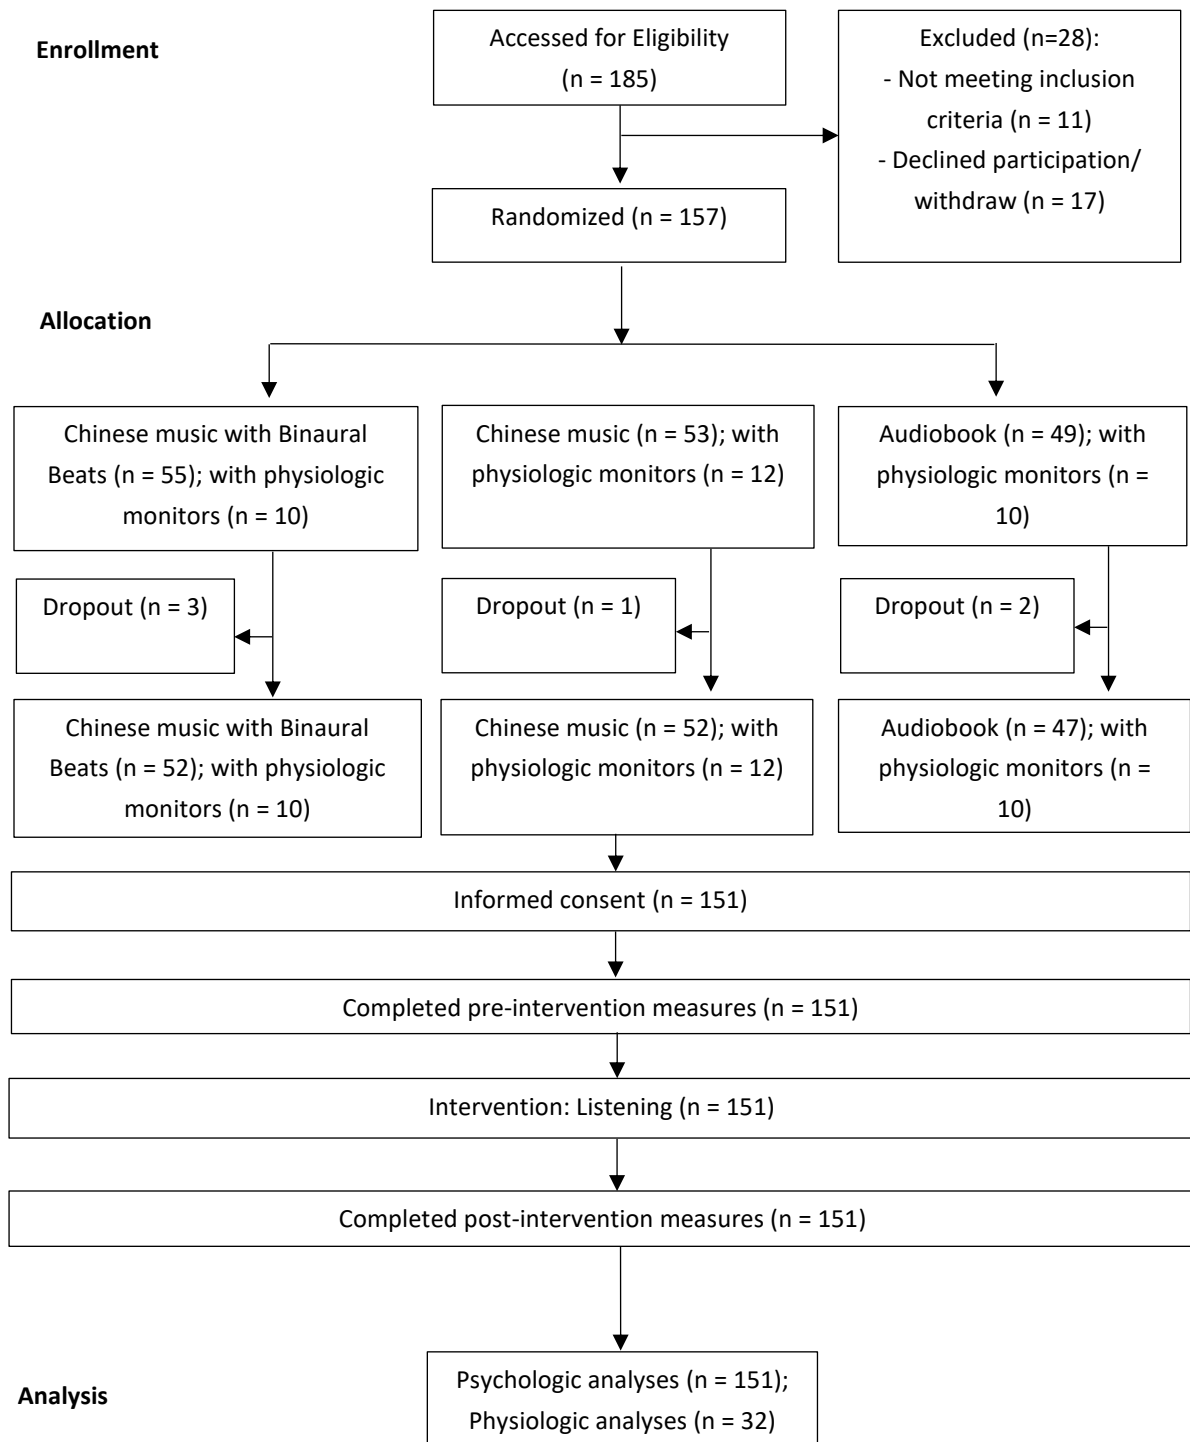 Enrollment
Accessed for Eligibility
(n = 185)
Excluded (n=28):
- Not meeting inclusion
criteria (n = 11)
- Declined participation/
withdraw (n = 17)
Randomized (n = 157)
Allocation
Chinese music with Binaural
Beats (n = 55); with physiologic
monitors (n = 10)
Chinese music (n = 53); with
physiologic monitors (n = 12)
Audiobook (n = 49); with
physiologic monitors (n =
10)
Dropout (n = 3)
Dropout (n = 1)
Dropout (n = 2)
Chinese music with Binaural
Beats (n = 52); with physiologic
monitors (n = 10)
Chinese music (n = 52); with
physiologic monitors (n = 12)
Audiobook (n = 47); with
physiologic monitors (n =
10)
Informed consent (n = 151)
Completed pre-intervention measures (n = 151)
Intervention: Listening (n = 151)
Completed post-intervention measures (n = 151)
Analysis
Psychologic analyses (n = 151);
Physiologic analyses (n = 32)